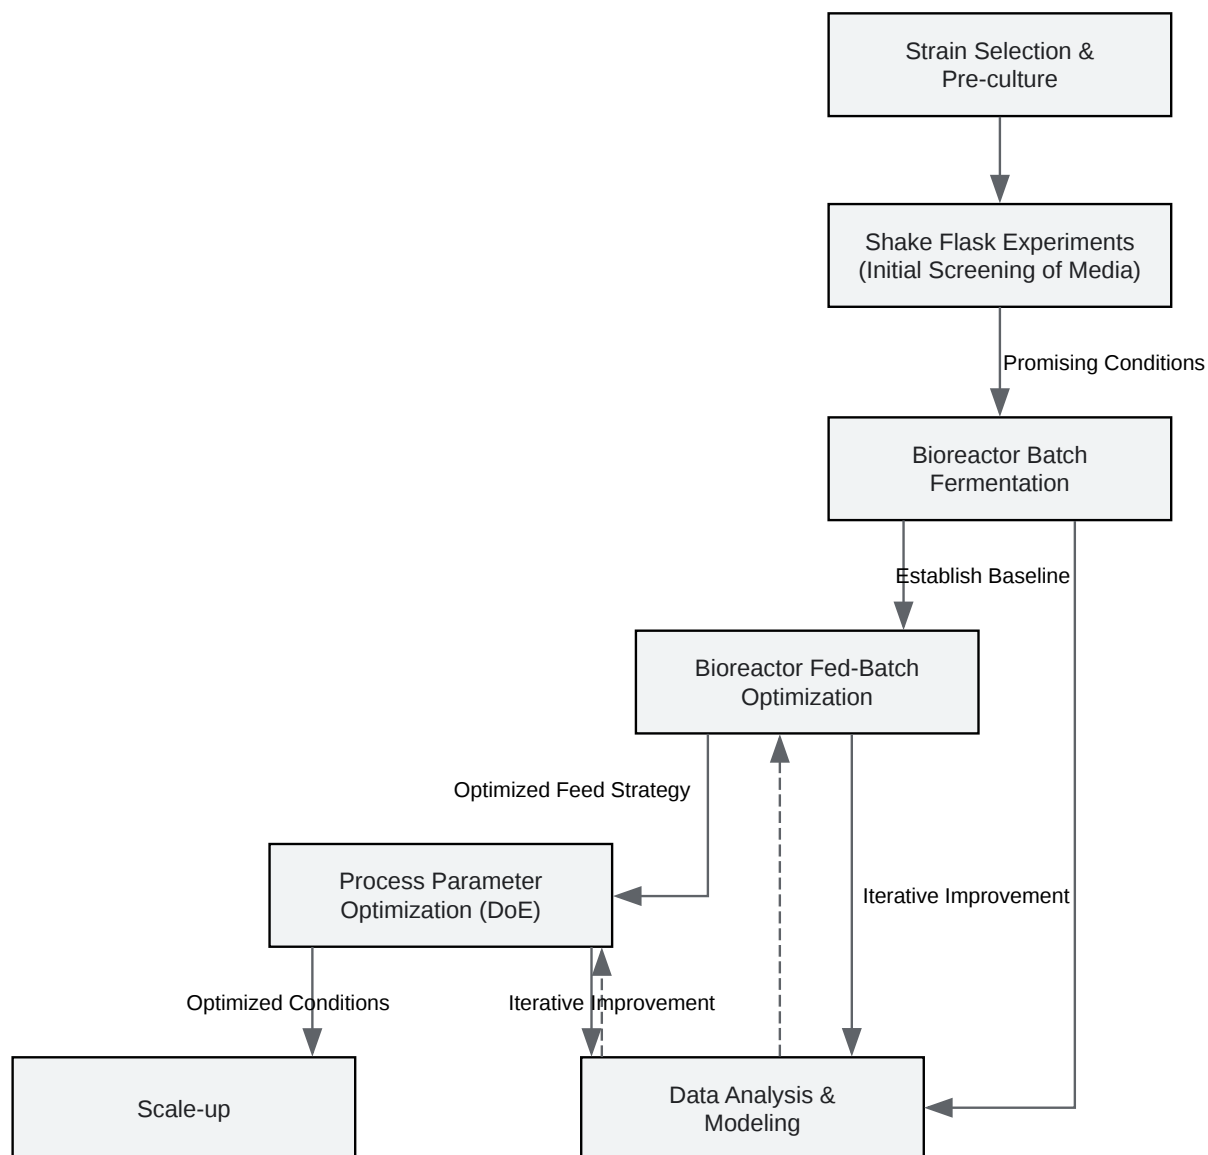 Strain Selection &
Pre-culture
Shake Flask Experiments
(Initial Screening of Media)
Promising Conditions
Bioreactor Batch
Fermentation
Establish Baseline
Bioreactor Fed-Batch
Optimization
Optimized Feed Strategy
Process Parameter
Optimization (DoE)
Iterative Improvement
Optimized Conditions
Iterative Improvement
Scale-up
Data Analysis &
Modeling